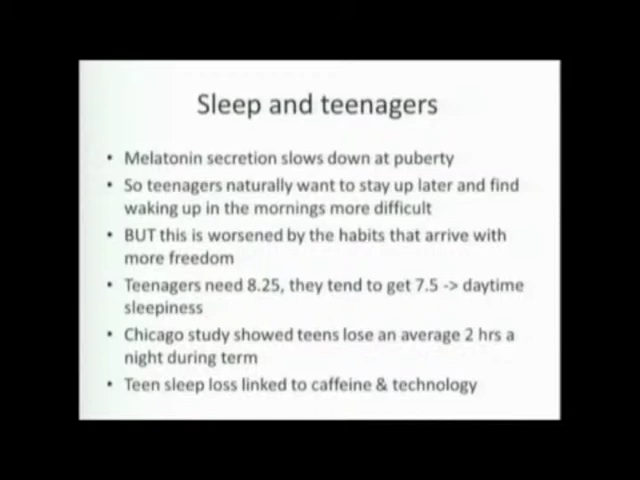 Sleep and teenagers
• Melatonin secretion slows down at puberty
• So teenagers naturally want to stay up later and find
waking up in the mornings more difficult
• BUT this is worsened by the habits that arrive with
more freedom
• Teenagers need 8.25, they tend to get 7.5 -> daytime
sleepiness
• Chicago study showed teens lose an average 2 hrs a
night during term
• Teen sleep loss linked to caffeine & technology